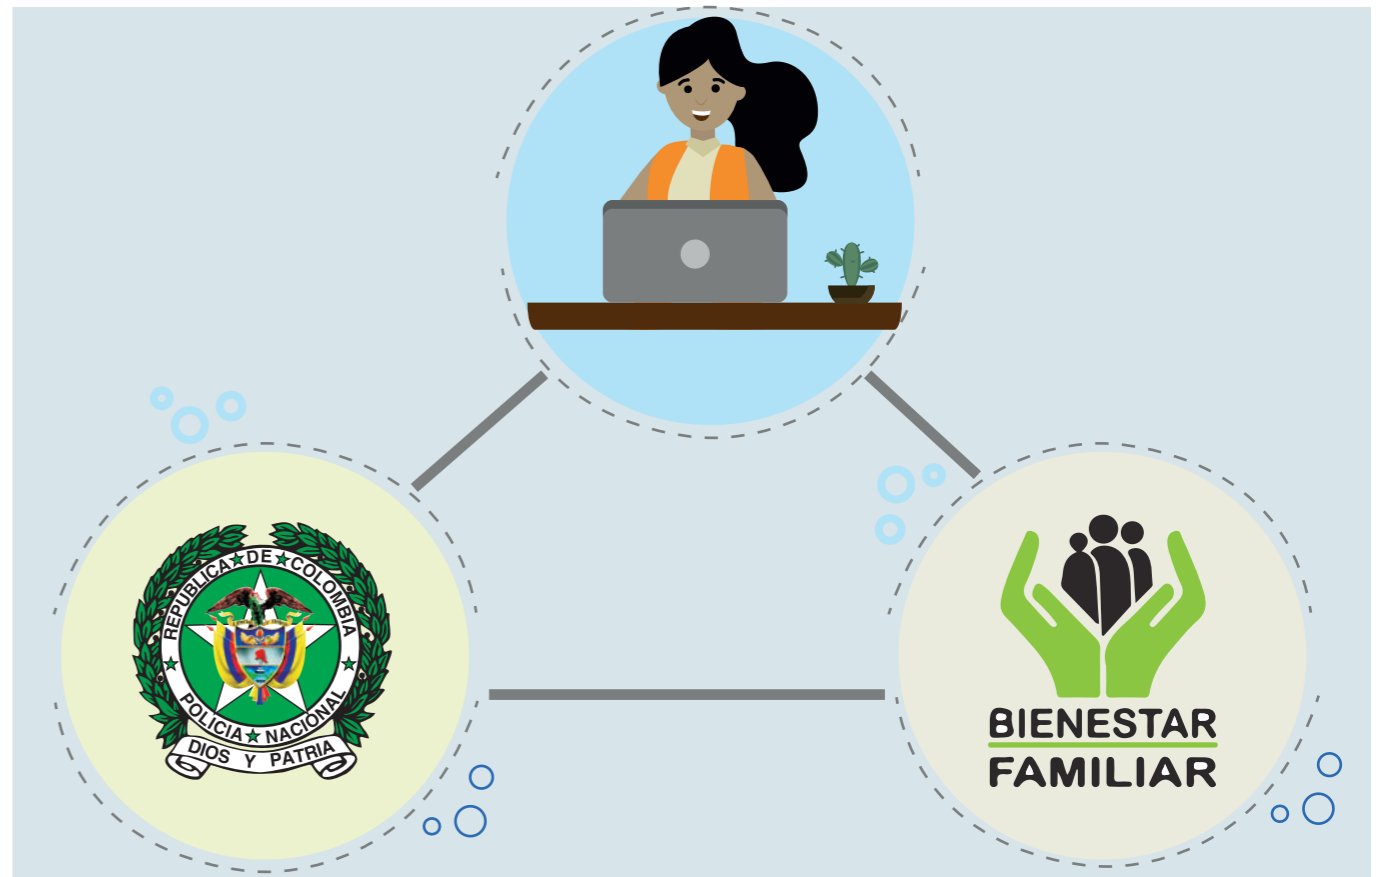 REPUBLICA ★ DE ★ COLOMBIA
★ POLICIA ★ NACIONAL ★
DIOS Y PATRIA
BIENESTAR
FAMILIAR